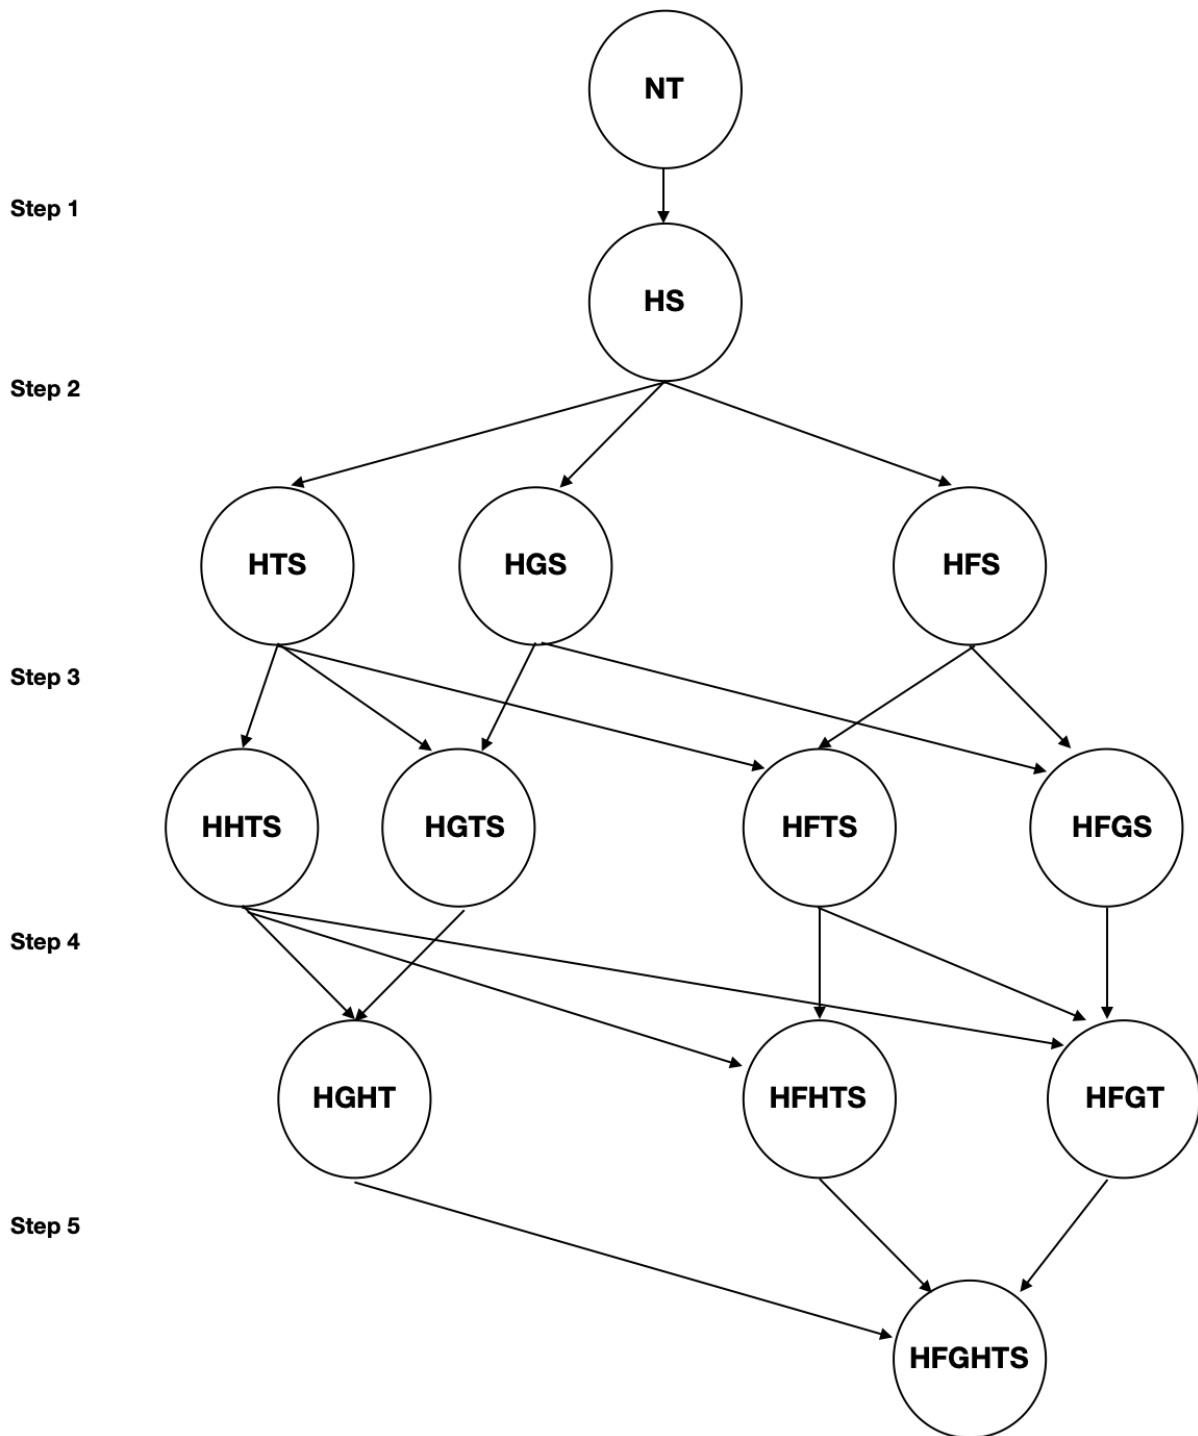 NT
Step 1
HS
Step 2
HTS
HGS
HFS
Step 3
HHTS
HGTS
HFTS
HFGS
Step 4
HGHT
HFHTS
HFGT
Step 5
HFGHTS